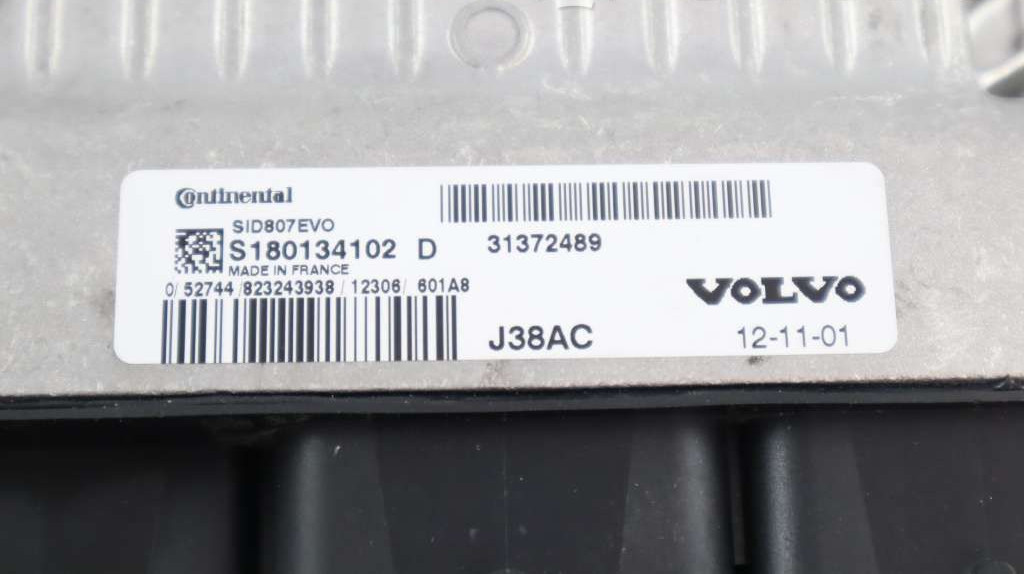 Continental
SID807EVO
S180134102 D
MADE IN FRANCE
0/52744/823243938/12306/601A8
31372489
VOLVO
J38AC
12-11-01